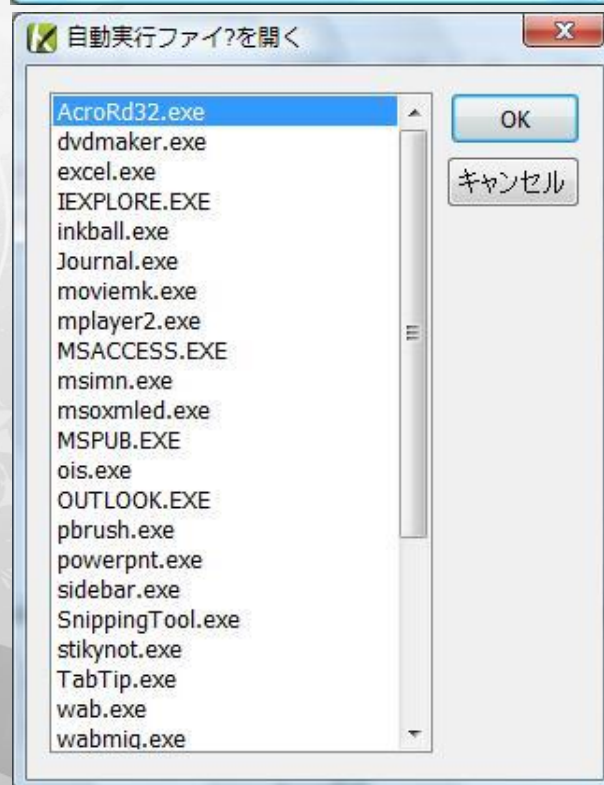 自動実行ファイ?を開く
AcroRd32.exe
dvdmaker.exe
excel.exe
IEXPLORE.EXE
inkball.exe
Journal.exe
moviemk.exe
mplayer2.exe
MSACCESS.EXE
msimn.exe
msoxmled.exe
MSPUB.EXE
ois.exe
OUTLOOK.EXE
pbrush.exe
powerpnt.exe
sidebar.exe
SnippingTool.exe
stikynot.exe
TabTip.exe
wab.exe
wabmig.exe
OK
キャンセル